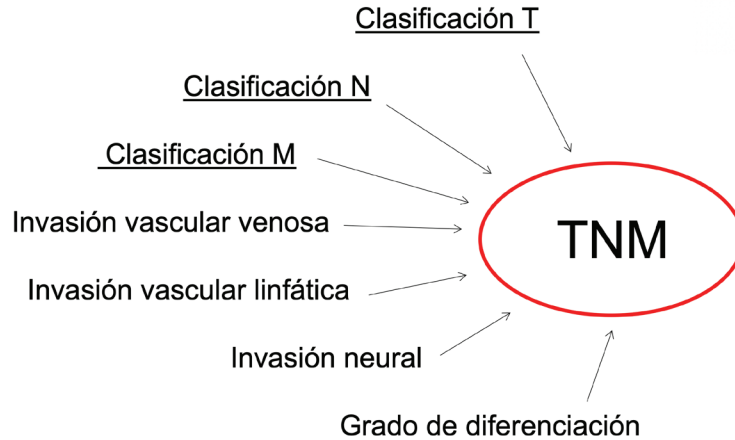 Clasificación T
Clasificación N
Clasificación M
Invasión vascular venosa
TNM
Invasión vascular linfática
Invasión neural
Grado de diferenciación